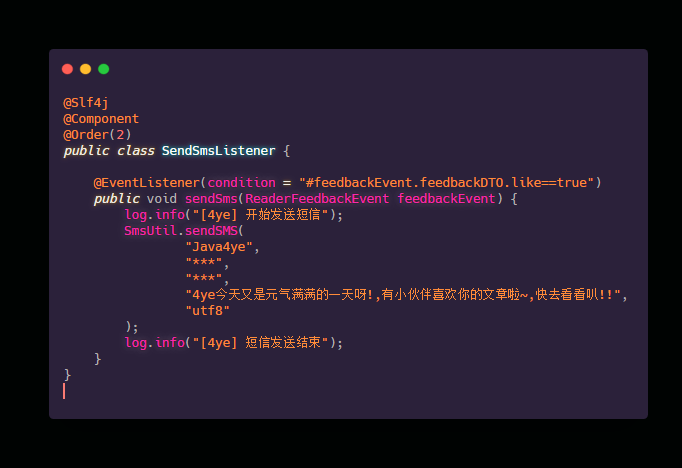 @Slf4j
@Component
@Order(2)
public class SendSmsListener {
    @EventListener(condition = "#feedbackEvent.feedbackDTO.like==true")
    public void sendSms(ReaderFeedbackEvent feedbackEvent) {
        log.info("[4ye] 开始发送短信");
        SmsUtil.sendSMS(
                "Java4ye",
                "***",
                "***",
                "4ye今天又是元气满满的一天呀!,有小伙伴喜欢你的文章啦~,快去看看叭!!",
                "utf8"
        );
        log.info("[4ye] 短信发送结束");
    }
}